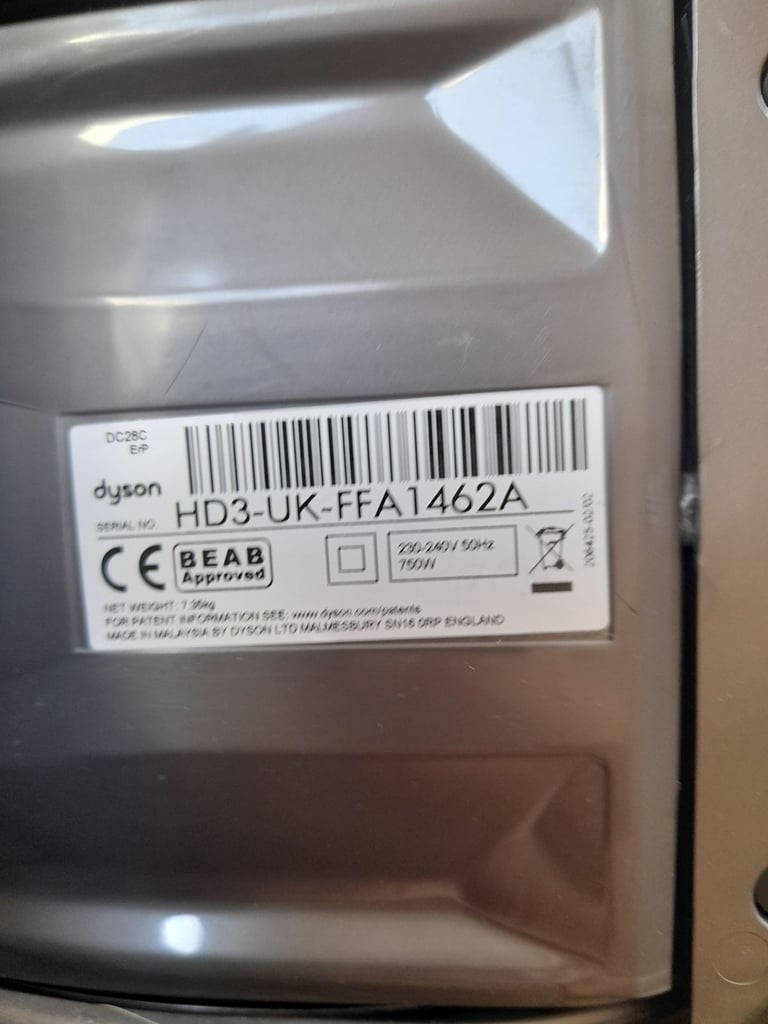 DC28C
ErP
dyson
SERIAL NO. HD3-UK-FFA1462A
CE
BEAB
Approved
230-240V 50Hz
750W
NET WEIGHT: 7.35kg
FOR PATENT INFORMATION SEE: www.dyson.com/patents
MADE IN MALAYSIA BY DYSON LTD MALMESBURY SN16 0RP ENGLAND